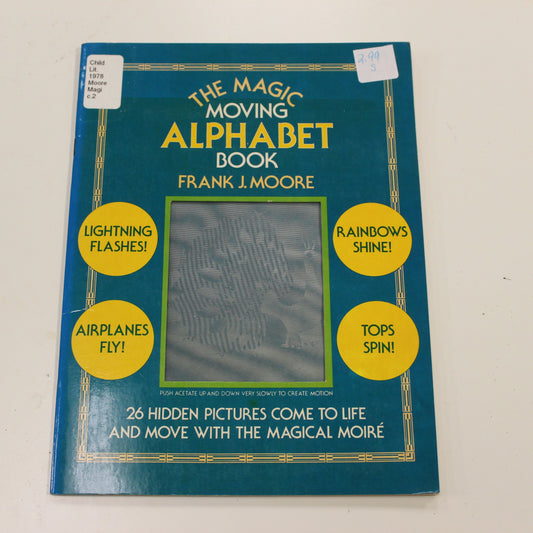 Child.
Lit.
1978
Moore
Magi
c.2
2.99
S
THE MAGIC
MOVING
ALPHABET
BOOK
FRANK J. MOORE
LIGHTNING
FLASHES!
RAINBOWS
SHINE!
AIRPLANES
FLY!
TOPS
SPIN!
PUSH ACETATE UP AND DOWN VERY SLOWLY TO CREATE MOTION
26 HIDDEN PICTURES COME TO LIFE
AND MOVE WITH THE MAGICAL MOIRÉ